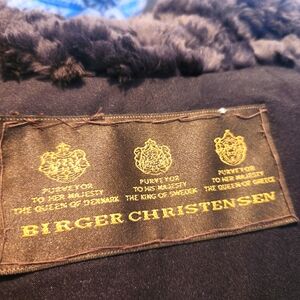 PURVEYOR
TO HER MAJESTY
THE QUEEN OF DENMARK
PURVEYOR
TO HIS MAJESTY
THE KING OF SWEDEN
PURVEYOR
TO HER MAJESTY
THE QUEEN OF GREECE
BIRGER CHRISTENSEN